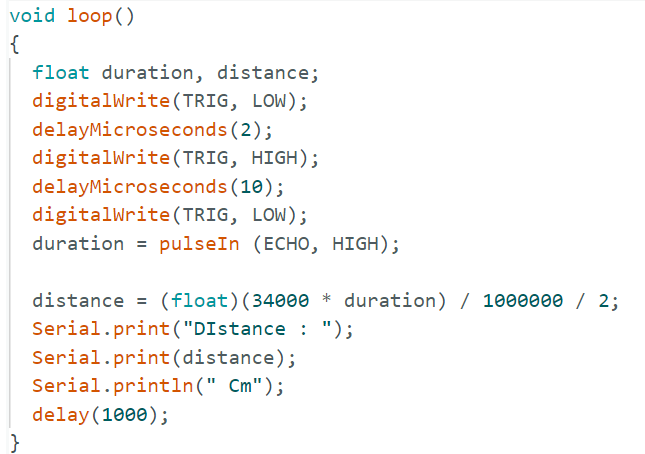 void loop()
{
  float duration, distance;
  digitalWrite(TRIG, LOW);
  delayMicroseconds(2);
  digitalWrite(TRIG, HIGH);
  delayMicroseconds(10);
  digitalWrite(TRIG, LOW);
  duration = pulseIn (ECHO, HIGH);

  distance = (float)(34000 * duration) / 1000000 / 2;
  Serial.print("DIstance : ");
  Serial.print(distance);
  Serial.println(" Cm");
  delay(1000);
}